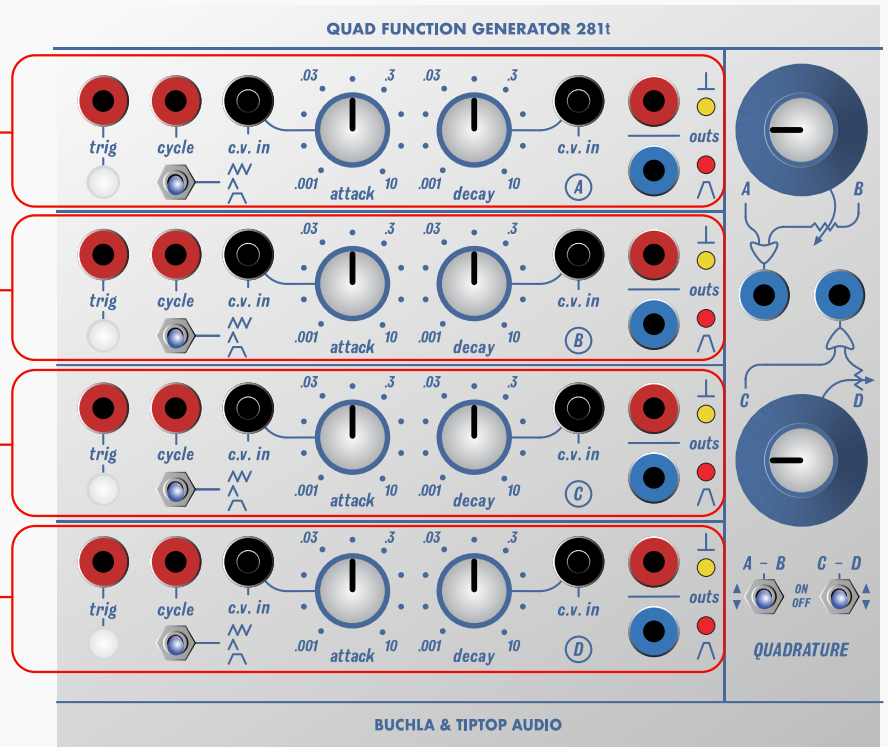 QUAD FUNCTION GENERATOR 281t
.03 .3 .03 .3
trig cycle c.v. in c.v. in outs
.001 attack 10 .001 decay 10 A
A B
.03 .3 .03 .3
trig cycle c.v. in c.v. in outs
.001 attack 10 .001 decay 10 B
.03 .3 .03 .3
C D
trig cycle c.v. in c.v. in outs
.001 attack 10 .001 decay 10 C
.03 .3 .03 .3
A - B C - D
trig cycle c.v. in c.v. in outs
ON
OFF
.001 attack 10 .001 decay 10 D
QUADRATURE
BUCHLA & TIPTOP AUDIO